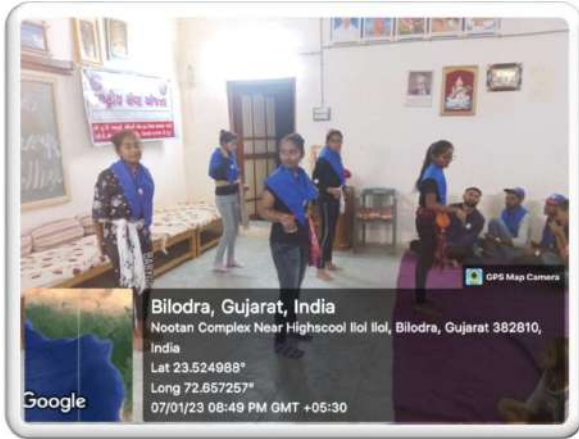 राष्ट्रीय सेवा योजना
GPS Map Camera
Bilodra, Gujarat, India
Nootan Complex Near Highscool Ilol Ilol, Bilodra, Gujarat 382810,
India
Lat 23.524988°
Long 72.657257°
07/01/23 08:49 PM GMT +05:30
Google